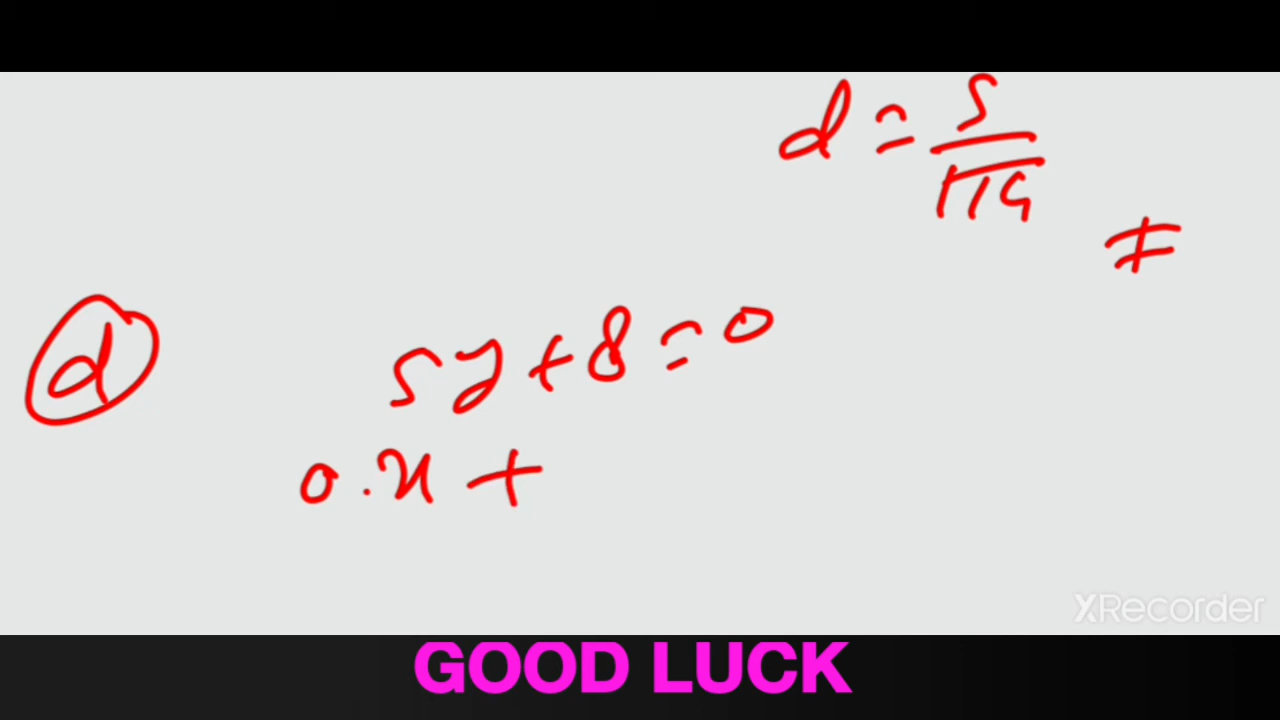 d = 5/√14
≠
(d) 5y + 8 = 0
0.x +
XRecorder
GOOD LUCK